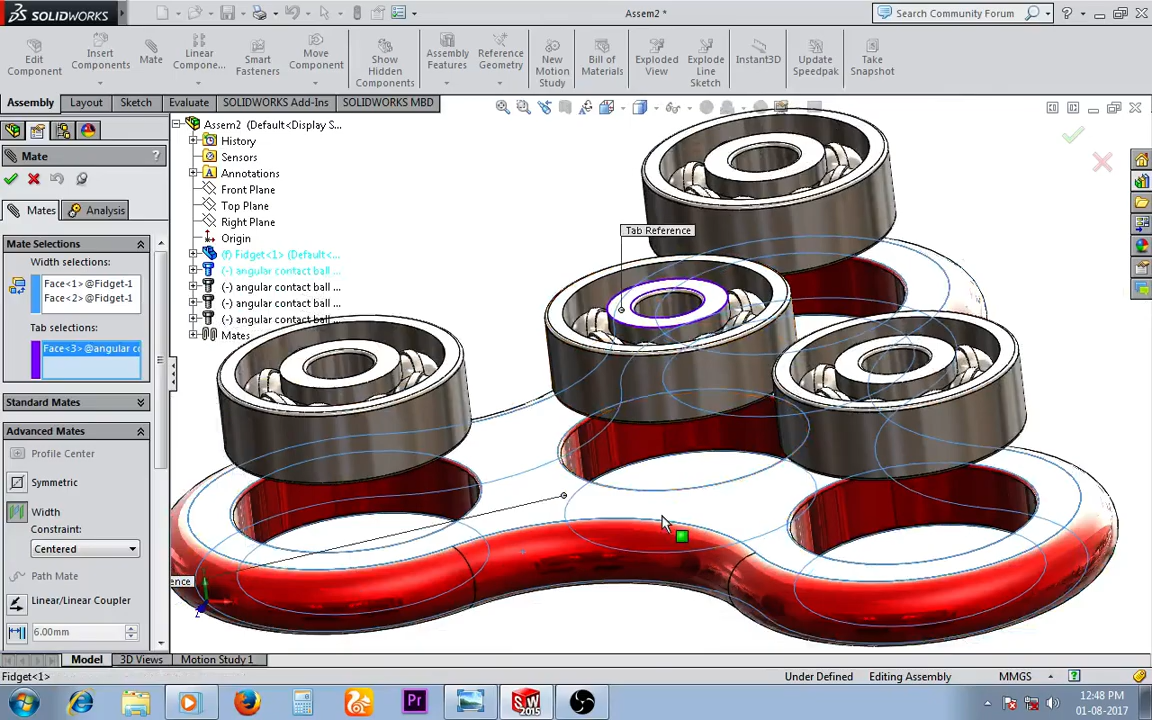 SOLIDWORKS
Assem2 *
Search Community Forum
Edit Component
Insert Components
Mate
Linear Compone...
Smart Fasteners
Move Component
Show Hidden Components
Assembly Features
Reference Geometry
New Motion Study
Bill of Materials
Exploded View
Explode Line Sketch
Instant3D
Update Speedpak
Take Snapshot
Assembly
Layout
Sketch
Evaluate
SOLIDWORKS Add-Ins
SOLIDWORKS MBD
Mate
?
Mates
Analysis
Mate Selections
Width selections:
Face<1>@Fidget-1
Face<2>@Fidget-1
Tab selections:
Face<3>@angular co
Standard Mates
Advanced Mates
Profile Center
Symmetric
Width
Constraint:
Centered
Path Mate
Linear/Linear Coupler
6.00mm
Assem2 (Default<Display S...
History
Sensors
Annotations
Front Plane
Top Plane
Right Plane
Origin
(f) Fidget<1> (Default<...
(-) angular contact ball ...
(-) angular contact ball ...
(-) angular contact ball ...
(-) angular contact ball ...
Mates
Tab Reference
ence
Model
3D Views
Motion Study 1
Fidget<1>
Under Defined
Editing Assembly
MMGS
?
Pr
SW
2015
12:48 PM
01-08-2017